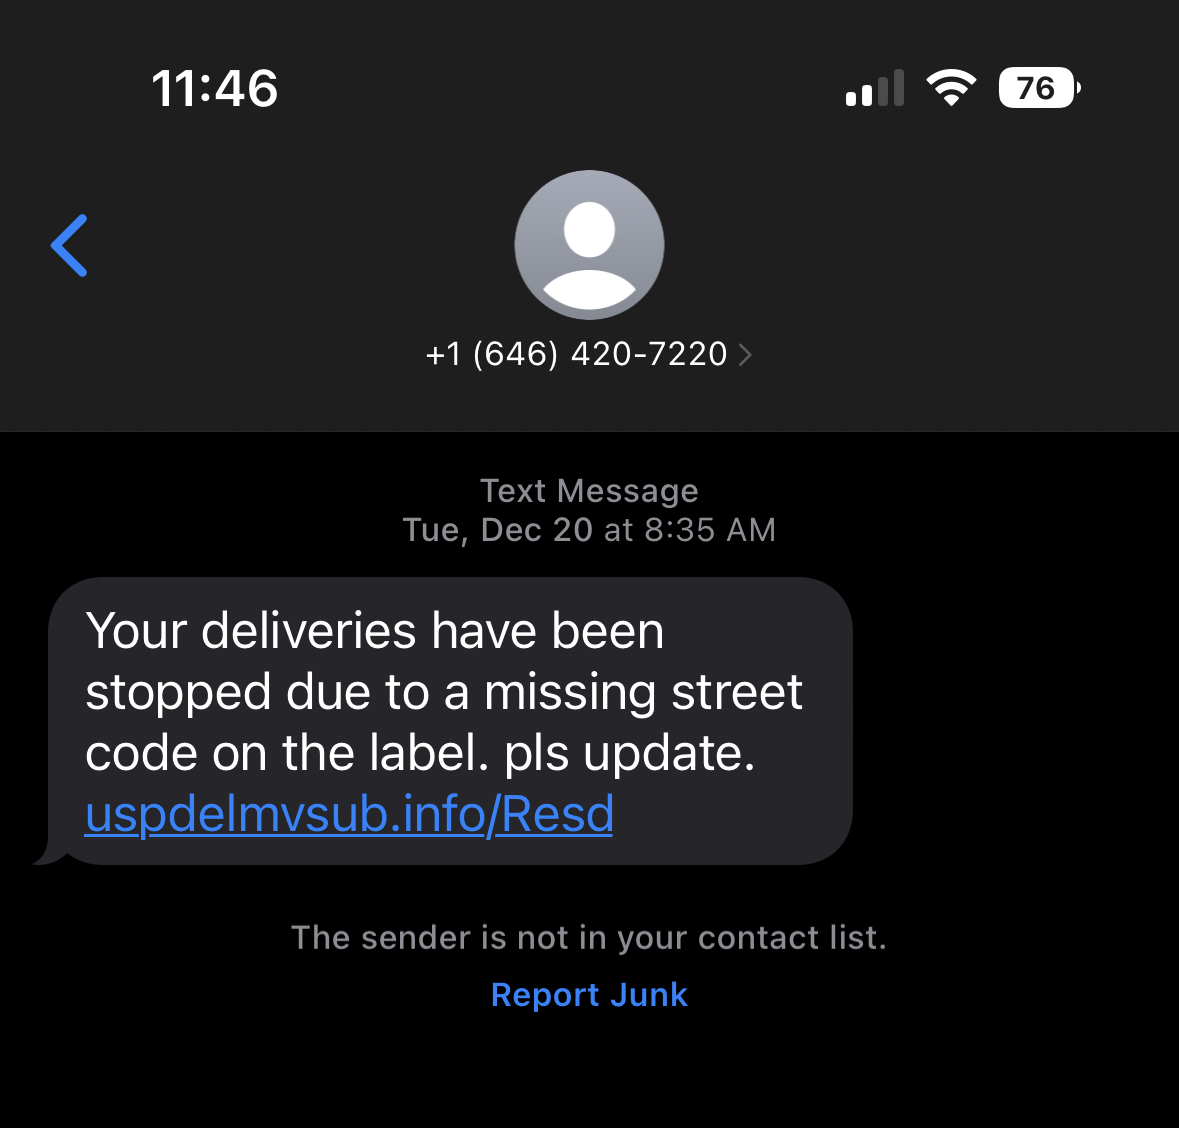 11:46
76
+1 (646) 420-7220
Text Message
Tue, Dec 20 at 8:35 AM
Your deliveries have been
stopped due to a missing street
code on the label. pls update.
uspdelmvsub.info/Resd
The sender is not in your contact list.
Report Junk